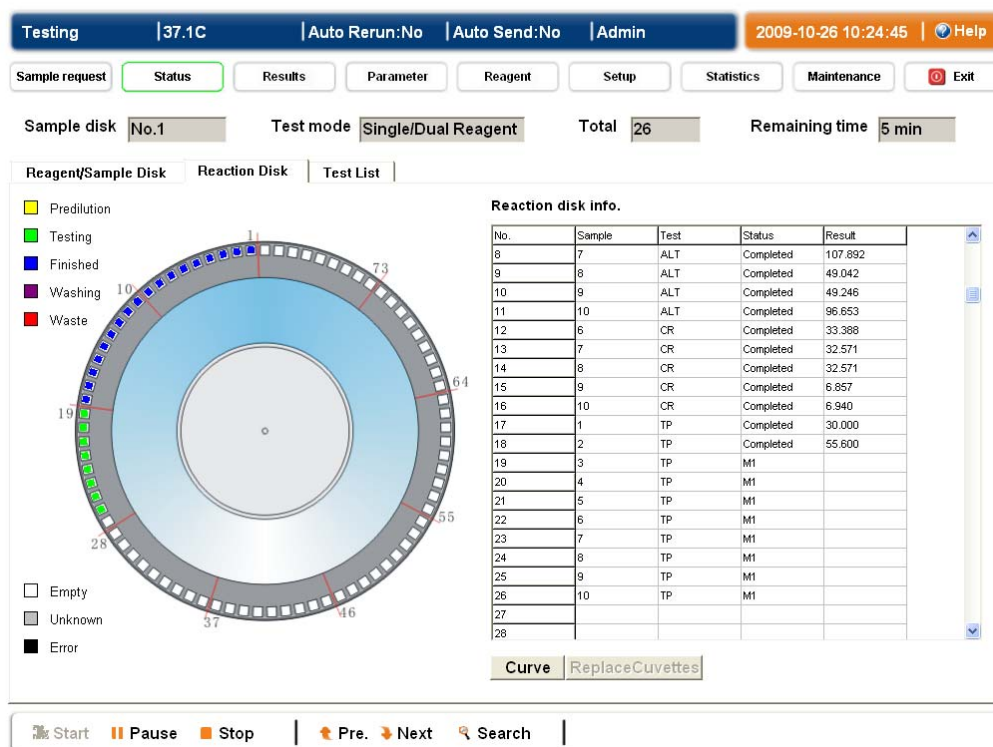 Testing 37.1C Auto Rerun:No Auto Send:No Admin 2009-10-26 10:24:45 Help
Sample request Status Results Parameter Reagent Setup Statistics Maintenance Exit
Sample disk No.1 Test mode Single/Dual Reagent Total 26 Remaining time 5 min
Reagent/Sample Disk Reaction Disk Test List
Predilution
Testing
Finished
Washing
Waste
1
73
64
55
46
37
28
19
10
Empty
Unknown
Error
Reaction disk info.
No. Sample Test Status Result
8 7 ALT Completed 107.892
9 8 ALT Completed 49.042
10 9 ALT Completed 49.246
11 10 ALT Completed 96.653
12 6 CR Completed 33.388
13 7 CR Completed 32.571
14 8 CR Completed 32.571
15 9 CR Completed 6.857
16 10 CR Completed 6.940
17 1 TP Completed 30.000
18 2 TP Completed 55.600
19 3 TP M1
20 4 TP M1
21 5 TP M1
22 6 TP M1
23 7 TP M1
24 8 TP M1
25 9 TP M1
26 10 TP M1
27
28
Curve ReplaceCuvettes
Start Pause Stop Pre. Next Search